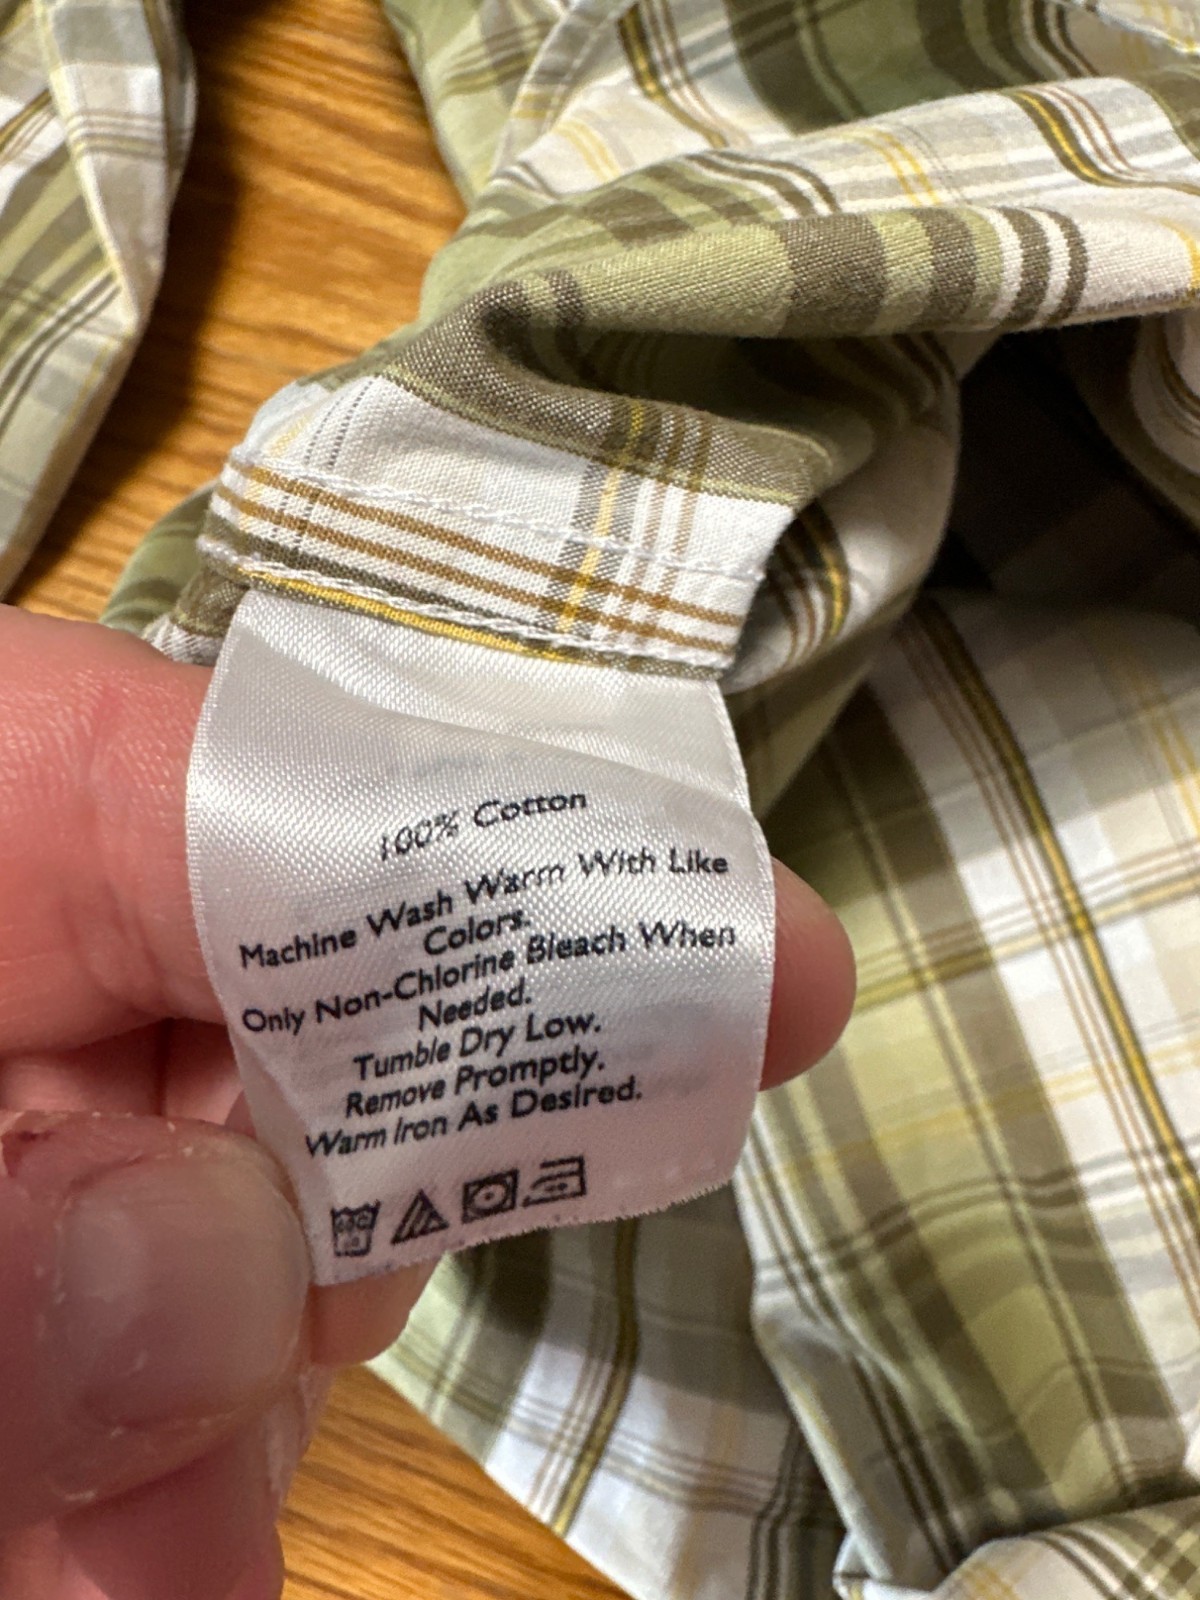 100% Cotton
Machine Wash Warm With Like
Colors.
Only Non-Chlorine Bleach When
Needed.
Tumble Dry Low.
Remove Promptly.
Warm Iron As Desired.